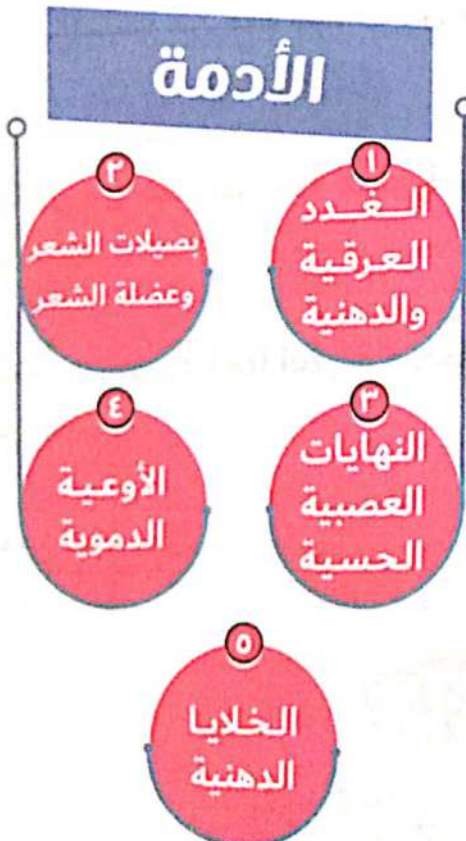 الأدمة
١
الغدد
العرقية
والدهنية
٢
بصيلات الشعر
وعضلة الشعر
٣
النهايات
العصبية
الحسية
٤
الأوعية
الدموية
٥
الخلايا
الدهنية